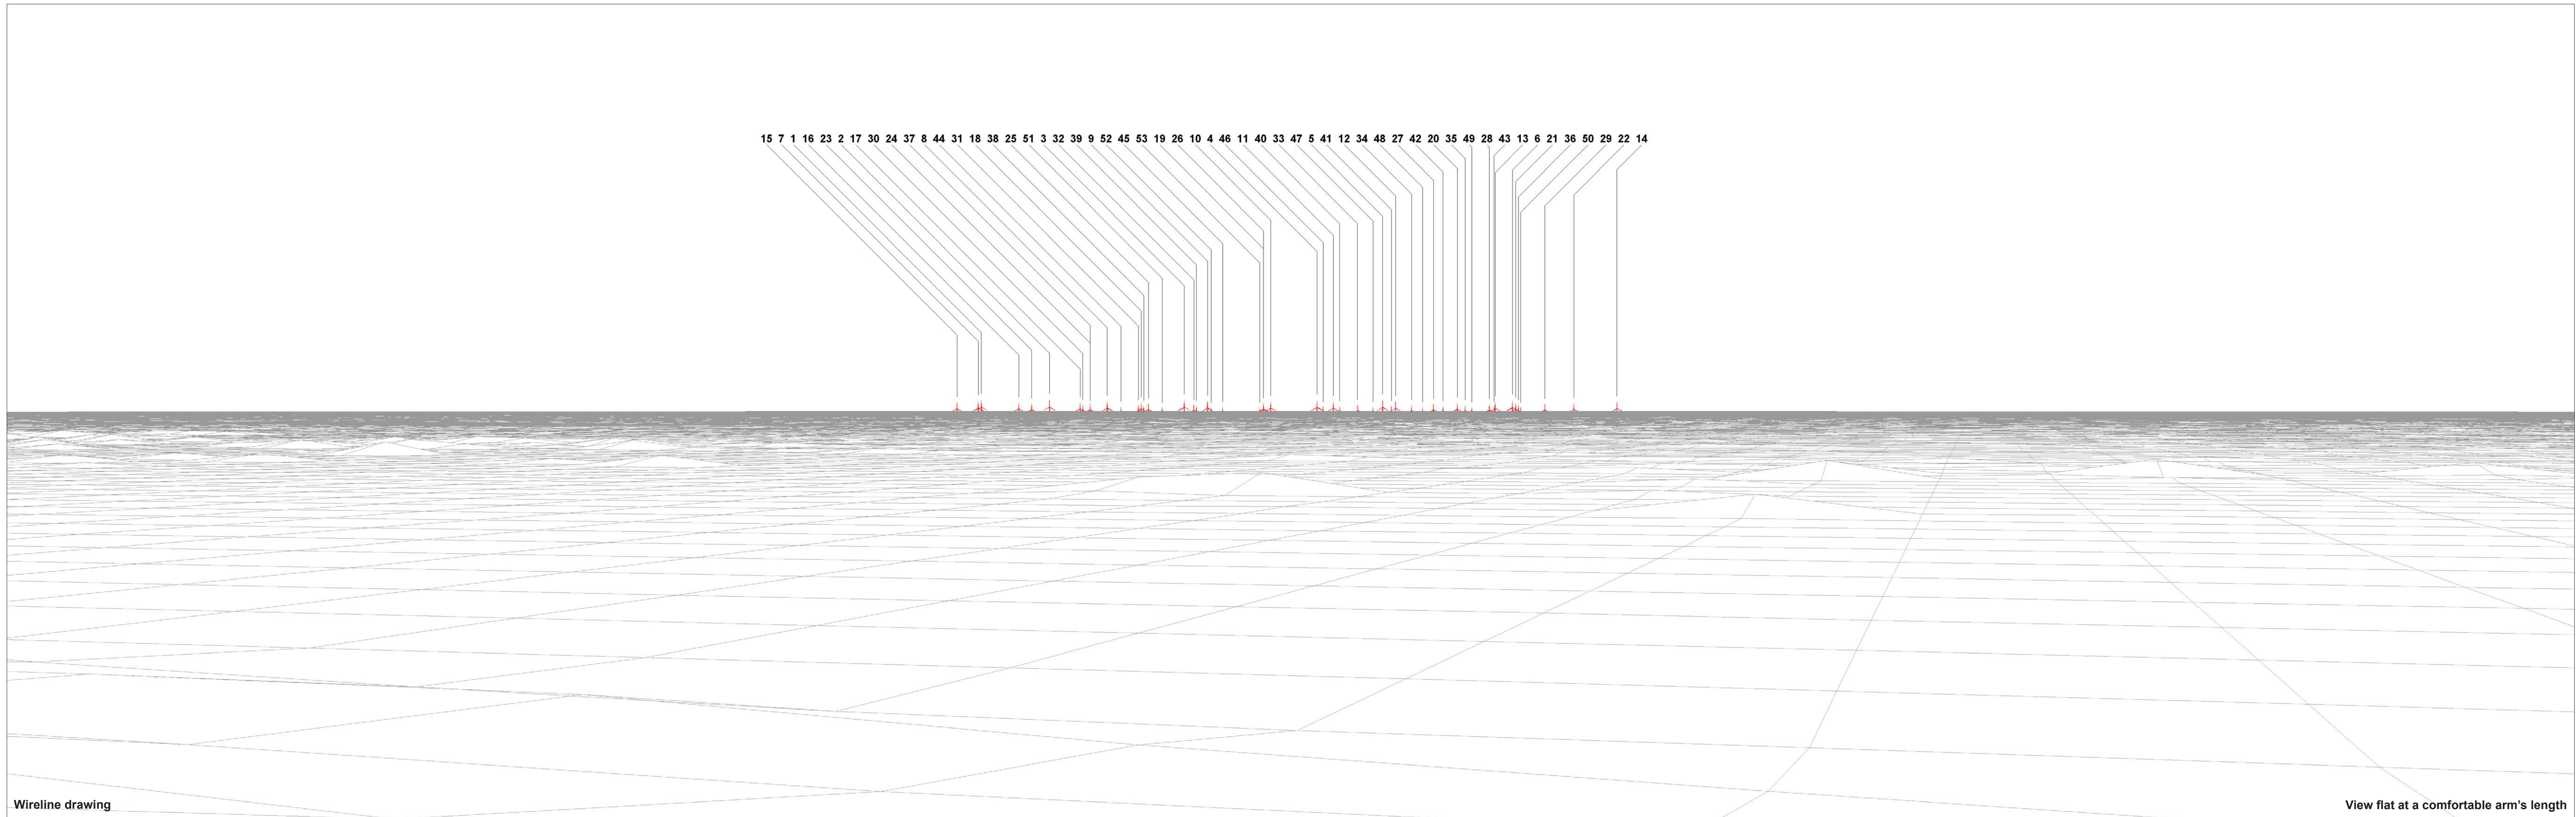 15 7 1 16 23 2 17 30 24 37 8 44 31 18 38 25 51 3 32 39 9 52 45 53 19 26 10 4 46 11 40 33 47 5 41 12 34 48 27 42 20 35 49 28 43 13 6 21 36 50 29 22 14
Wireline drawing
View flat at a comfortable arm's length